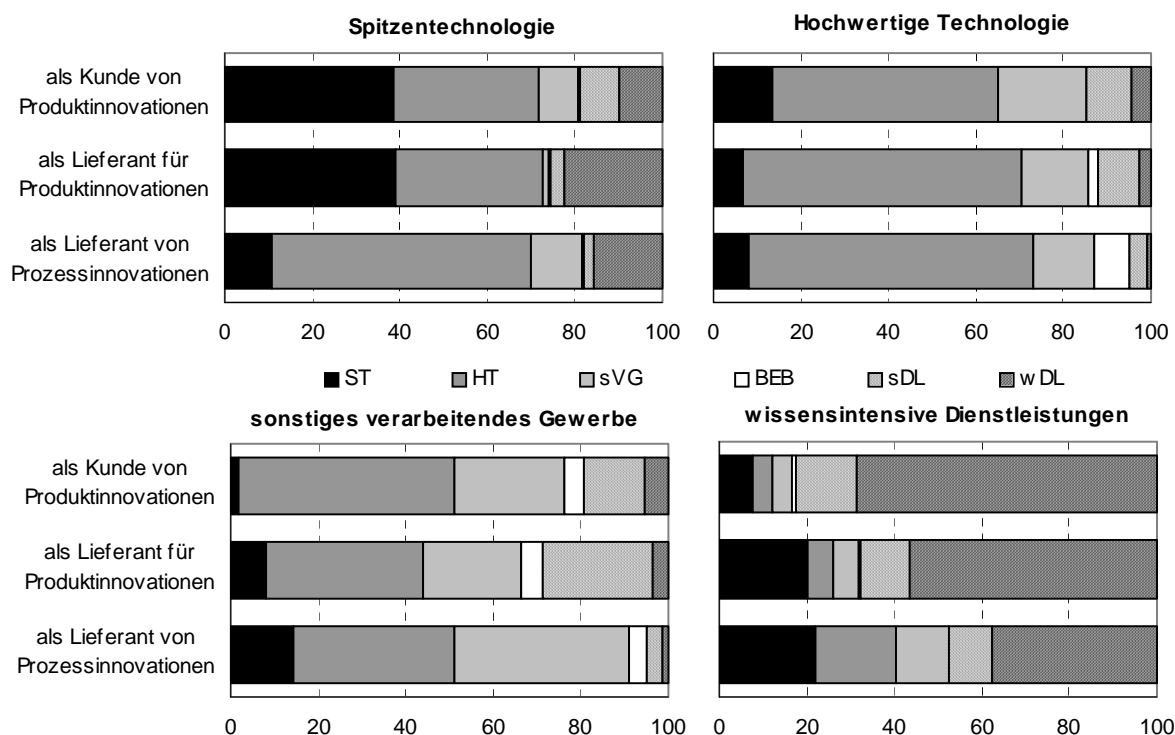 Spitzentechnologie
Hochwertige Technologie
als Kunde von
Produktinnovationen
als Lieferant für
Produktinnovationen
als Lieferant von
Prozessinnovationen
0 20 40 60 80 100
0 20 40 60 80 100
ST HT sVG BEB sDL wDL
sonstiges verarbeitendes Gewerbe
wissensintensive Dienstleistungen
als Kunde von
Produktinnovationen
als Lieferant für
Produktinnovationen
als Lieferant von
Prozessinnovationen
0 20 40 60 80 100
0 20 40 60 80 100